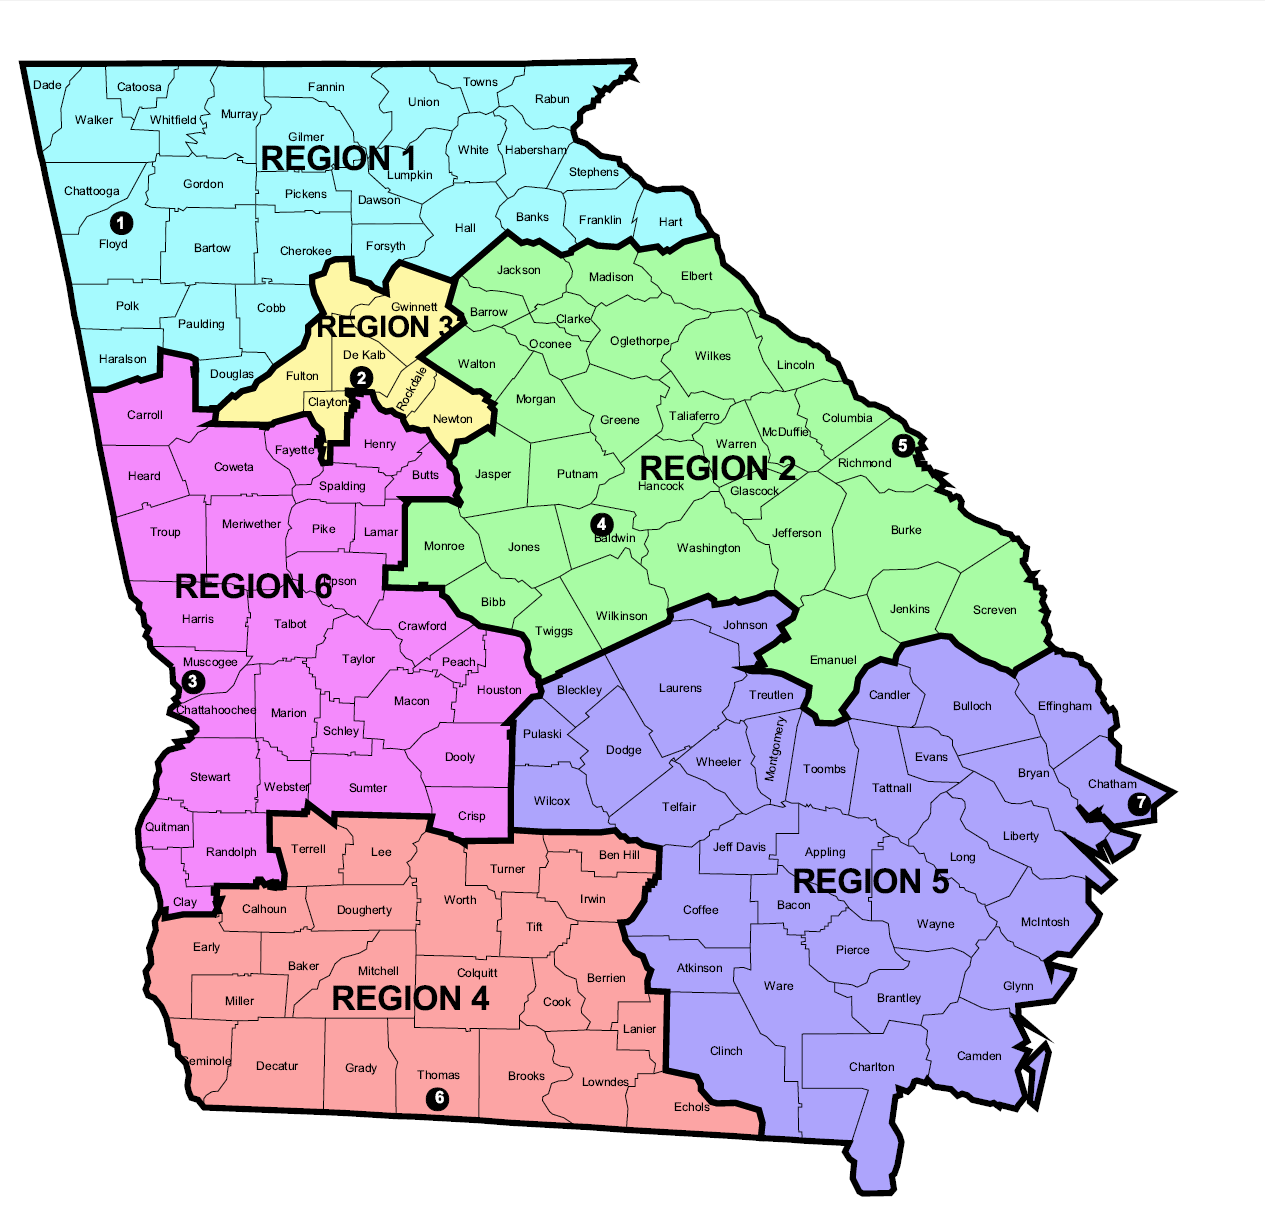 Dade
Catoosa
Fannin
Towns
Union
Rabun
Walker
Whitfield
Murray
Gilmer
White
Habersham
REGION 1
Lumpkin
Stephens
Chattooga
Gordon
Pickens
Dawson
1
Floyd
Bartow
Cherokee
Forsyth
Hall
Banks
Franklin
Hart
Polk
Paulding
Cobb
Haralson
Douglas
Gwinnett
REGION 3
De Kalb
2
Fulton
Rockdale
Clayton
Newton
Jackson
Madison
Elbert
Barrow
Clarke
Oconee
Oglethorpe
Wilkes
Lincoln
Walton
Morgan
Greene
Taliaferro
Columbia
McDuffie
Warren
5
Richmond
REGION 2
Jasper
Putnam
Hancock
Glascock
4
Baldwin
Monroe
Jones
Washington
Jefferson
Burke
Bibb
Twiggs
Wilkinson
Jenkins
Screven
Emanuel
Carroll
Henry
Fayette
Coweta
Heard
Spalding
Butts
Troup
Meriwether
Pike
Lamar
REGION 6
Upson
Harris
Talbot
Crawford
Muscogee
Taylor
Peach
3
Houston
Chattahoochee
Marion
Macon
Schley
Dooly
Stewart
Webster
Sumter
Crisp
Quitman
Randolph
Clay
Johnson
Bleckley
Laurens
Treutlen
Candler
Bulloch
Effingham
Pulaski
Dodge
Montgomery
Wheeler
Toombs
Evans
Tattnall
Bryan
Chatham
7
Wilcox
Telfair
Liberty
Jeff Davis
Appling
Long
REGION 5
Coffee
Bacon
Wayne
McIntosh
Pierce
Atkinson
Ware
Brantley
Glynn
Clinch
Charlton
Camden
Terrell
Lee
Turner
Ben Hill
Calhoun
Dougherty
Worth
Irwin
Tift
Early
Baker
Mitchell
Colquitt
Berrien
Miller
REGION 4
Cook
Lanier
Seminole
Decatur
Grady
Thomas
6
Brooks
Lowndes
Echols